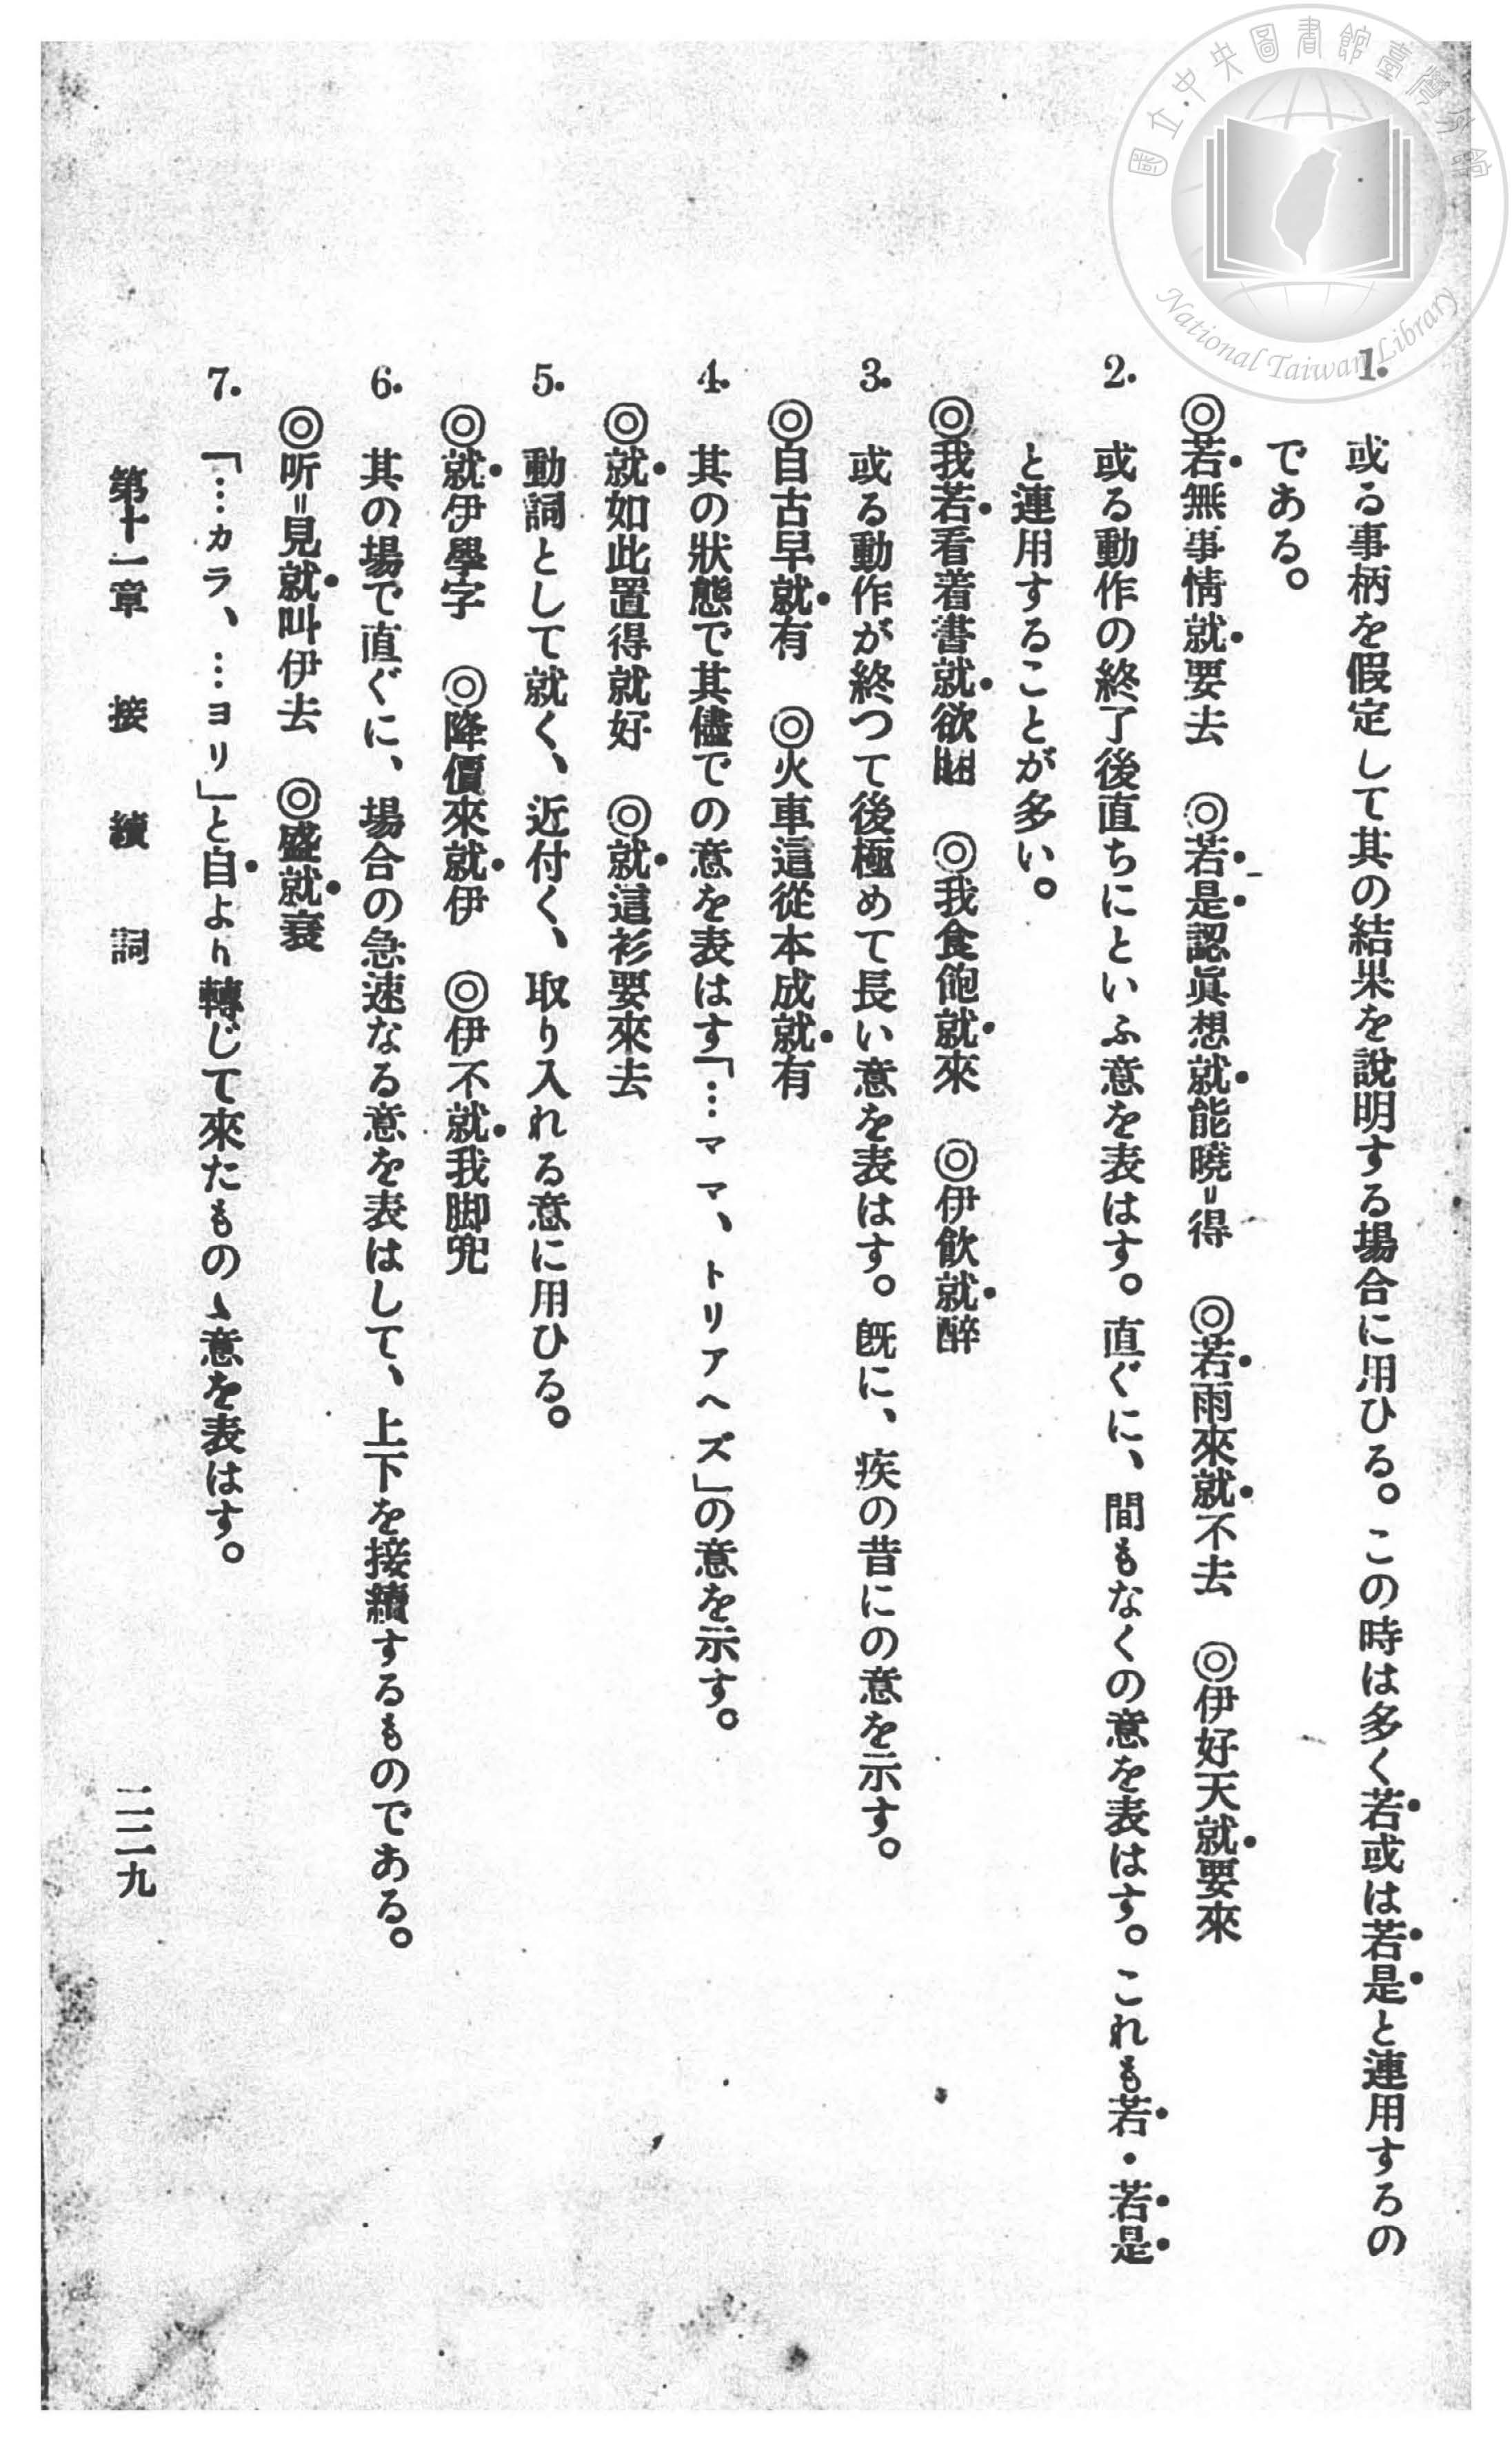 國立中央圖書館臺灣分館
National Taiwan Library
1. 或る事柄を假定して其の結果を說明する場合に用ひる。この時は多く若或は若是と連用するの
である。
◎若無事情就要去 ◎若是認眞想就能曉=得 ◎若雨來就不去 ◎伊好天就要來
2. 或る動作の終了後直ちにといふ意を表はす。直ぐに、間もなくの意を表はす。これも若・若是
と連用することが多い。
◎我若看着書就欲睏 ◎我食飽就來 ◎伊飮就醉
3. 或る動作が終つて後極めて長い意を表はす。既に、疾の昔にの意を示す。
◎自古早就有 ◎火車這從本成就有
4. 其の狀態で其儘での意を表はす「…ママ、トリアヘズ」の意を示す。
◎就如此置得就好 ◎就這衫要來去
5. 動詞として就く、近付く、取り入れる意に用ひる。
◎就伊學字 ◎降價來就伊 ◎伊不就我脚兜
6. 其の場で直ぐに、場合の急速なる意を表はして、上下を接續するものである。
◎听=見就叫伊去 ◎盛就衰
7. 「…カラ、…ヨリ」と自より轉じて來たものゝ意を表はす。
第十一章 接續詞 二二九